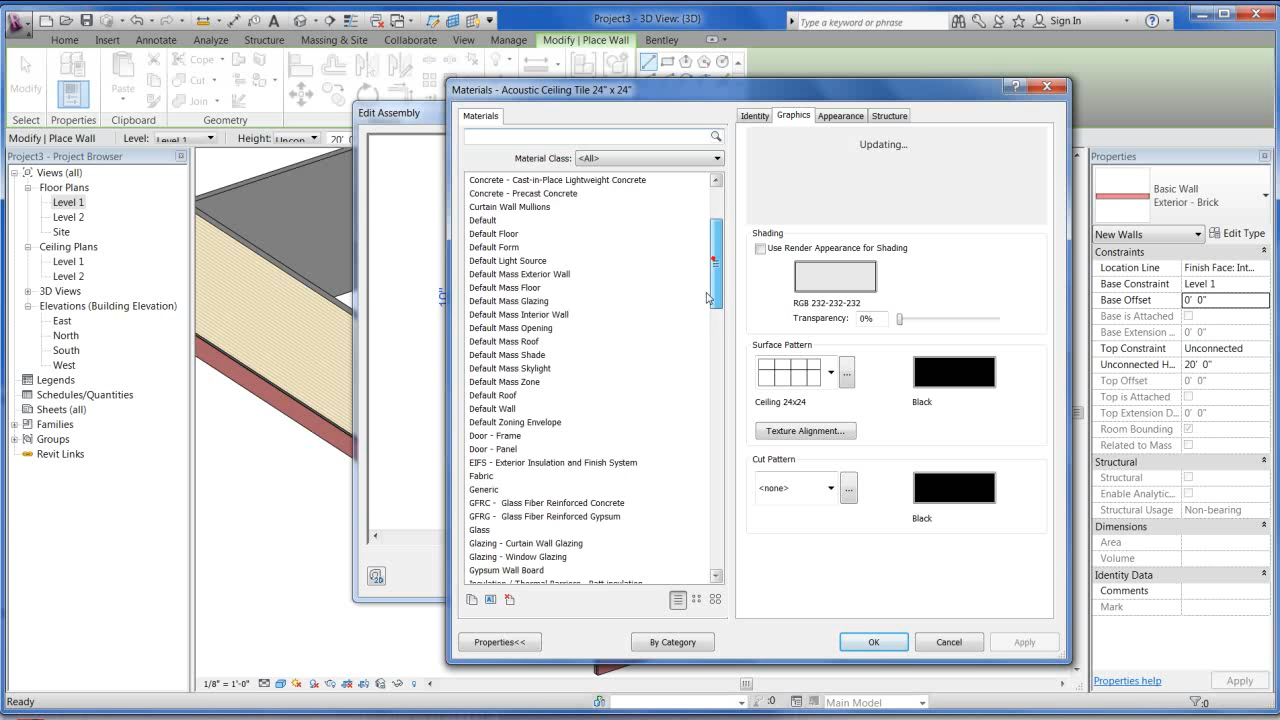 Project3 - 3D View: {3D}
Type a keyword or phrase
Sign In
Home Insert Annotate Analyze Structure Massing & Site Collaborate View Manage Modify | Place Wall Bentley
Modify
Paste
Cope
Cut
Join
Select Properties Clipboard Geometry
Modify | Place Wall Level: Level 1 Height: Uncon 20' 0"
Project3 - Project Browser
Views (all)
Floor Plans
Level 1
Level 2
Site
Ceiling Plans
Level 1
Level 2
3D Views
Elevations (Building Elevation)
East
North
South
West
Legends
Schedules/Quantities
Sheets (all)
Families
Groups
Revit Links
Edit Assembly
Materials - Acoustic Ceiling Tile 24" x 24"
Materials
Material Class: <All>
Concrete - Cast-in-Place Lightweight Concrete
Concrete - Precast Concrete
Curtain Wall Mullions
Default
Default Floor
Default Form
Default Light Source
Default Mass Exterior Wall
Default Mass Floor
Default Mass Glazing
Default Mass Interior Wall
Default Mass Opening
Default Mass Roof
Default Mass Shade
Default Mass Skylight
Default Mass Zone
Default Roof
Default Wall
Default Zoning Envelope
Door - Frame
Door - Panel
EIFS - Exterior Insulation and Finish System
Fabric
Generic
GFRC - Glass Fiber Reinforced Concrete
GFRG - Glass Fiber Reinforced Gypsum
Glass
Glazing - Curtain Wall Glazing
Glazing - Window Glazing
Gypsum Wall Board
Insulation / Thermal Barriers - Batt insulation
Properties<< By Category
Identity Graphics Appearance Structure
Updating...
Shading
Use Render Appearance for Shading
RGB 232-232-232
Transparency: 0%
Surface Pattern
...
Ceiling 24x24 Black
Texture Alignment...
Cut Pattern
<none> ...
Black
OK Cancel Apply
Properties
Basic Wall
Exterior - Brick
New Walls Edit Type
Constraints
Location Line Finish Face: Int...
Base Constraint Level 1
Base Offset 0' 0"
Base is Attached
Base Extension ... 0' 0"
Top Constraint Unconnected
Unconnected H... 20' 0"
Top Offset 0' 0"
Top is Attached
Top Extension D... 0' 0"
Room Bounding
Related to Mass
Structural
Structural
Enable Analytic...
Structural Usage Non-bearing
Dimensions
Area
Volume
Identity Data
Comments
Mark
Properties help Apply
1/8" = 1'-0"
Ready :0 Main Model :0